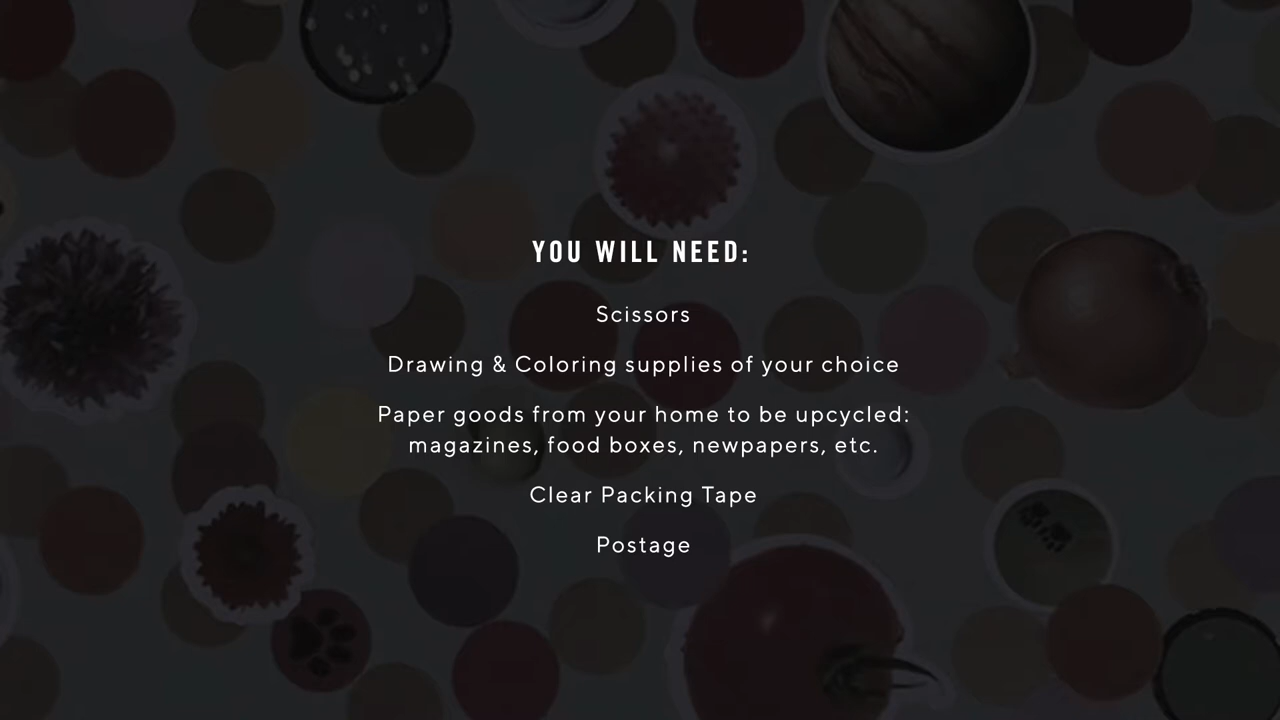 YOU WILL NEED:
Scissors
Drawing & Coloring supplies of your choice
Paper goods from your home to be upcycled:
magazines, food boxes, newpapers, etc.
Clear Packing Tape
Postage